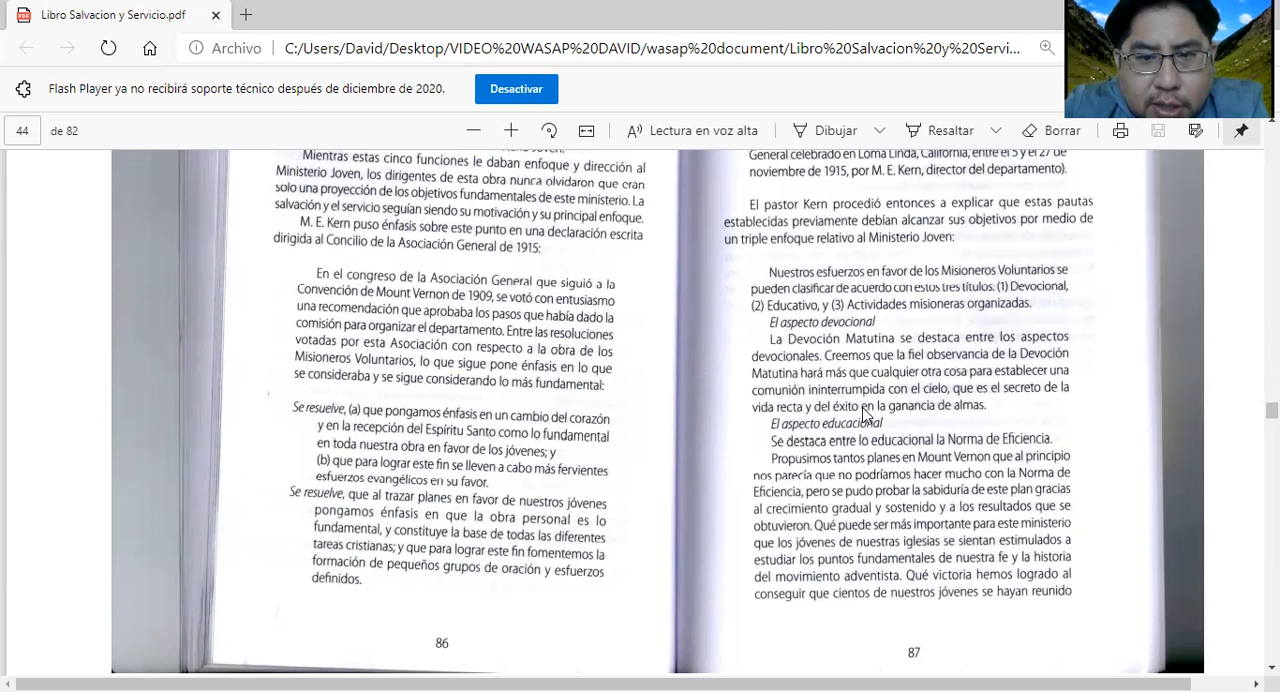 Libro Salvacion y Servicio.pdf
Archivo
C:/Users/David/Desktop/VIDEO%20WASAP%20DAVID/wasap%20document/Libro%20Salvacion%20y%20Servi...
Flash Player ya no recibirá soporte técnico después de diciembre de 2020.
Desactivar
44 de 82
Lectura en voz alta
Dibujar
Resaltar
Borrar
Mientras estas cinco funciones le daban enfoque y dirección al
Ministerio Joven, los dirigentes de esta obra nunca olvidaron que eran
solo una proyección de los objetivos fundamentales de este ministerio. La
salvación y el servicio seguían siendo su motivación y su principal enfoque.
M. E. Kern puso énfasis sobre este punto en una declaración escrita
dirigida al Concilio de la Asociación General de 1915:
En el congreso de la Asociación General que siguió a la
Convención de Mount Vernon de 1909, se votó con entusiasmo
una recomendación que aprobaba los pasos que había dado la
comisión para organizar el departamento. Entre las resoluciones
votadas por esta Asociación con respecto a la obra de los
Misioneros Voluntarios, lo que sigue pone énfasis en lo que
se consideraba y se sigue considerando lo más fundamental:
Se resuelve, (a) que pongamos énfasis en un cambio del corazón
y en la recepción del Espíritu Santo como lo fundamental
en toda nuestra obra en favor de los jóvenes; y
(b) que para lograr este fin se lleven a cabo más fervientes
esfuerzos evangélicos en su favor.
Se resuelve, que al trazar planes en favor de nuestros jóvenes
pongamos énfasis en que la obra personal es lo
fundamental, y constituye la base de todas las diferentes
tareas cristianas; y que para lograr este fin fomentemos la
formación de pequeños grupos de oración y esfuerzos
definidos.
86
General celebrado en Loma Linda, California, entre el 5 y el 27 de
noviembre de 1915, por M. E. Kern, director del departamento).
El pastor Kern procedió entonces a explicar que estas pautas
establecidas previamente debían alcanzar sus objetivos por medio de
un triple enfoque relativo al Ministerio Joven:
Nuestros esfuerzos en favor de los Misioneros Voluntarios se
pueden clasificar de acuerdo con estos tres títulos: (1) Devocional,
(2) Educativo, y (3) Actividades misioneras organizadas.
El aspecto devocional
La Devoción Matutina se destaca entre los aspectos
devocionales. Creemos que la fiel observancia de la Devoción
Matutina hará más que cualquier otra cosa para establecer una
comunión ininterrumpida con el cielo, que es el secreto de la
vida recta y del éxito en la ganancia de almas.
El aspecto educacional
Se destaca entre lo educacional la Norma de Eficiencia.
Propusimos tantos planes en Mount Vernon que al principio
nos parecía que no podríamos hacer mucho con la Norma de
Eficiencia, pero se pudo probar la sabiduría de este plan gracias
al crecimiento gradual y sostenido y a los resultados que se
obtuvieron. Qué puede ser más importante para este ministerio
que los jóvenes de nuestras iglesias se sientan estimulados a
estudiar los puntos fundamentales de nuestra fe y la historia
del movimiento adventista. Qué victoria hemos logrado al
conseguir que cientos de nuestros jóvenes se hayan reunido
87